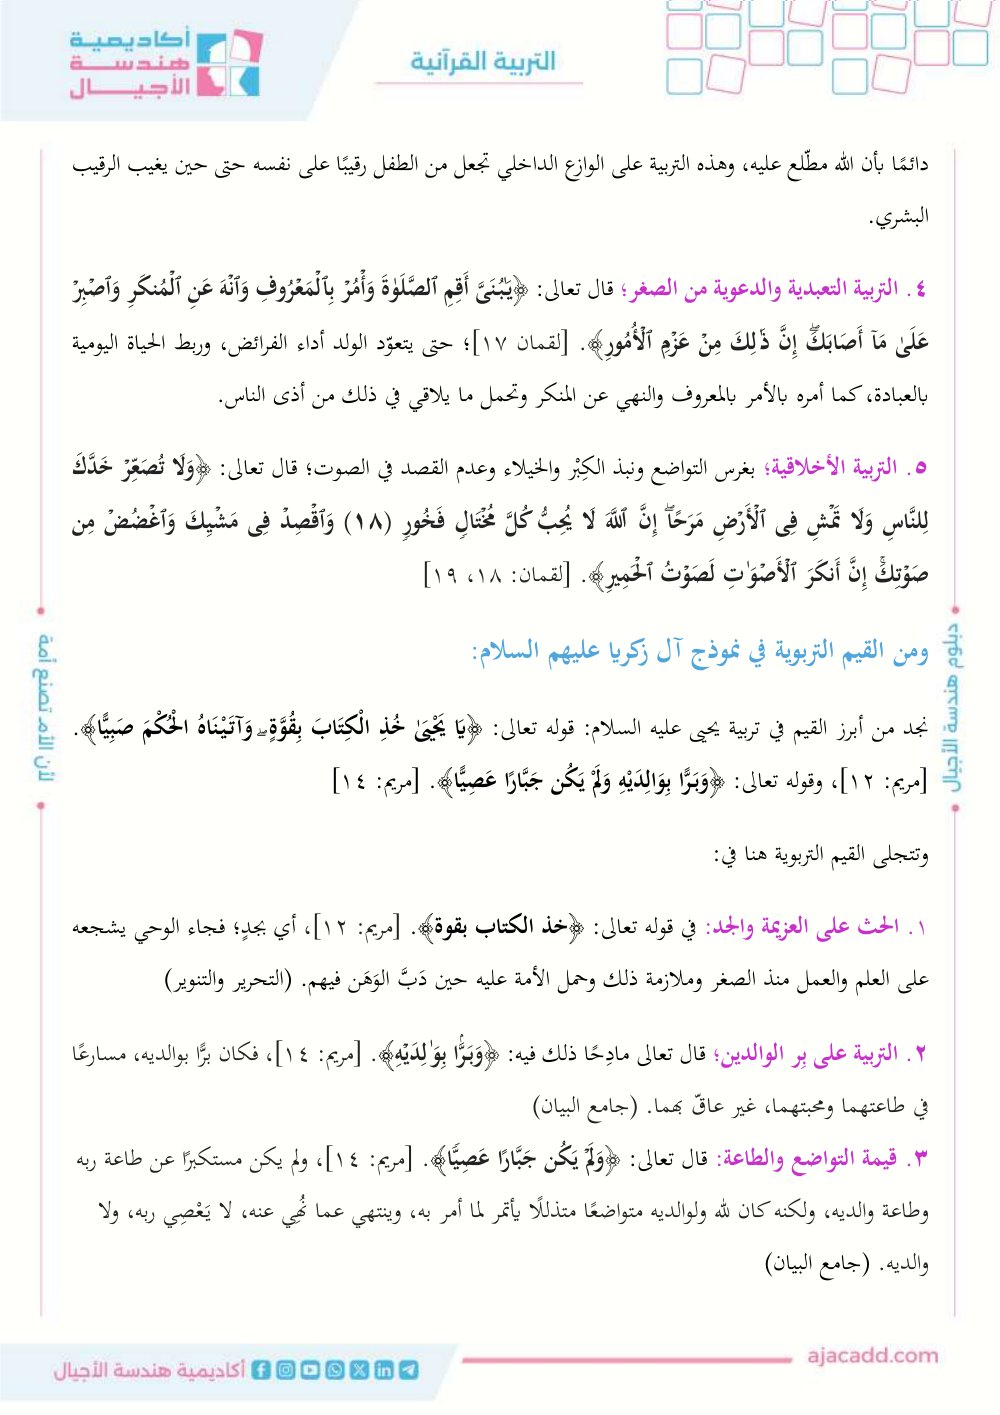 أكاديمية
هندسة
الأجيال
التربية القرآنية
دائمًا بأن الله مطّلع عليه، وهذه التربية على الوازع الداخلي تجعل من الطفل رقيبًا على نفسه حتى حين يغيب الرقيب
البشري.
٤. التربية التعبدية والدعوية من الصغر؛ قال تعالى: ﴿يَٰبُنَيَّ أَقِمِ ٱلصَّلَوٰةَ وَأۡمُرۡ بِٱلۡمَعۡرُوفِ وَٱنۡهَ عَنِ ٱلۡمُنكَرِ وَٱصۡبِرۡ
عَلَىٰ مَآ أَصَابَكَۖ إِنَّ ذَٰلِكَ مِنۡ عَزۡمِ ٱلۡأُمُورِ﴾. [لقمان ١٧]؛ حتى يتعوّد الولد أداء الفرائض، وربط الحياة اليومية
بالعبادة، كما أمره بالأمر بالمعروف والنهي عن المنكر وتحمل ما يلاقي في ذلك من أذى الناس.
٥. التربية الأخلاقية؛ بغرس التواضع ونبذ الكِبْر والخيلاء وعدم القصد في الصوت؛ قال تعالى: ﴿وَلَا تُصَعِّرۡ خَدَّكَ
لِلنَّاسِ وَلَا تَمۡشِ فِي ٱلۡأَرۡضِ مَرَحًاۖ إِنَّ ٱللَّهَ لَا يُحِبُّ كُلَّ مُخۡتَالٖ فَخُورٖ (١٨) وَٱقۡصِدۡ فِي مَشۡيِكَ وَٱغۡضُضۡ مِن
صَوۡتِكَۚ إِنَّ أَنكَرَ ٱلۡأَصۡوَٰتِ لَصَوۡتُ ٱلۡحَمِيرِ﴾. [لقمان: ١٨، ١٩]
ومن القيم التربوية في نموذج آل زكريا عليهم السلام:
نجد من أبرز القيم في تربية يحيى عليه السلام: قوله تعالى: ﴿يَا يَحْيَىٰ خُذِ الْكِتَابَ بِقُوَّةٍ ۖ وَآتَيْنَاهُ الْحُكْمَ صَبِيًّا﴾.
[مريم: ١٢]، وقوله تعالى: ﴿وَبَرًّا بِوَالِدَيْهِ وَلَمْ يَكُن جَبَّارًا عَصِيًّا﴾. [مريم: ١٤]
وتتجلى القيم التربوية هنا في:
١. الحث على العزيمة والجد: في قوله تعالى: ﴿خذ الكتاب بقوة﴾. [مريم: ١٢]، أي بجدٍ؛ فجاء الوحي يشجعه
على العلم والعمل منذ الصغر وملازمة ذلك وحمل الأمة عليه حين دَبَّ الوَهَن فيهم. (التحرير والتنوير)
٢. التربية على بِر الوالدين؛ قال تعالى مادِحًا ذلك فيه: ﴿وَبَرَّۢا بِوَٰلِدَيۡهِ﴾. [مريم: ١٤]، فكان برًّا بوالديه، مسارعًا
في طاعتهما ومحبتهما، غير عاقّ بهما. (جامع البيان)
٣. قيمة التواضع والطاعة: قال تعالى: ﴿وَلَمۡ يَكُن جَبَّارًا عَصِيّٗا﴾. [مريم: ١٤]، ولم يكن مستكبرًا عن طاعة ربه
وطاعة والديه، ولكنه كان لله ولوالديه متواضعًا متذللًا يأتمر لما أمر به، وينتهي عما نُهِي عنه، لا يَعْصِي ربه، ولا
والديه. (جامع البيان)
دبلوم هندسة الأجيال
لأن الأم تصنع أمة
أكاديمية هندسة الأجيال
ajacadd.com